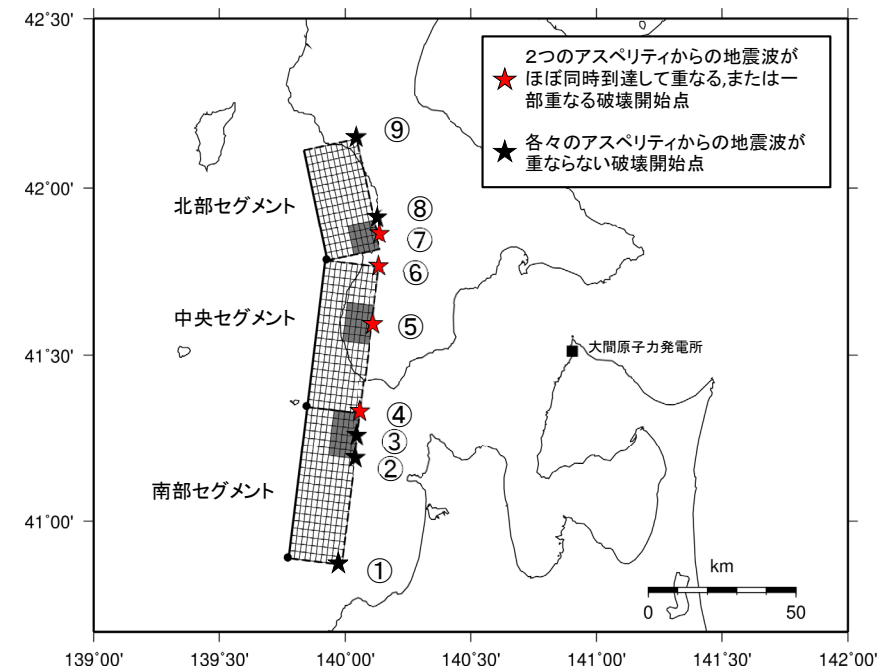 42˚30'
2つのアスペリティからの地震波が
ほぼ同時到達して重なる,または一
部重なる破壊開始点
各々のアスペリティからの地震波が
重ならない破壊開始点
⑨
42˚00'
北部セグメント
⑧
⑦
⑥
中央セグメント
⑤
大間原子力発電所
41˚30'
④
③
②
南部セグメント
41˚00'
①
km
0 50
139˚00' 139˚30' 140˚00' 140˚30' 141˚00' 141˚30' 142˚00'